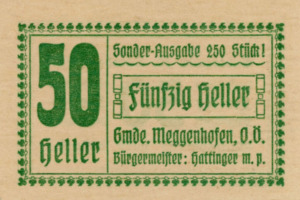 50
Heller
Sonder-Ausgabe 250 Stück!
Fünfzig Heller
Gmde. Meggenhofen, O.Ö.
Bürgermeister: Hattinger m. p.